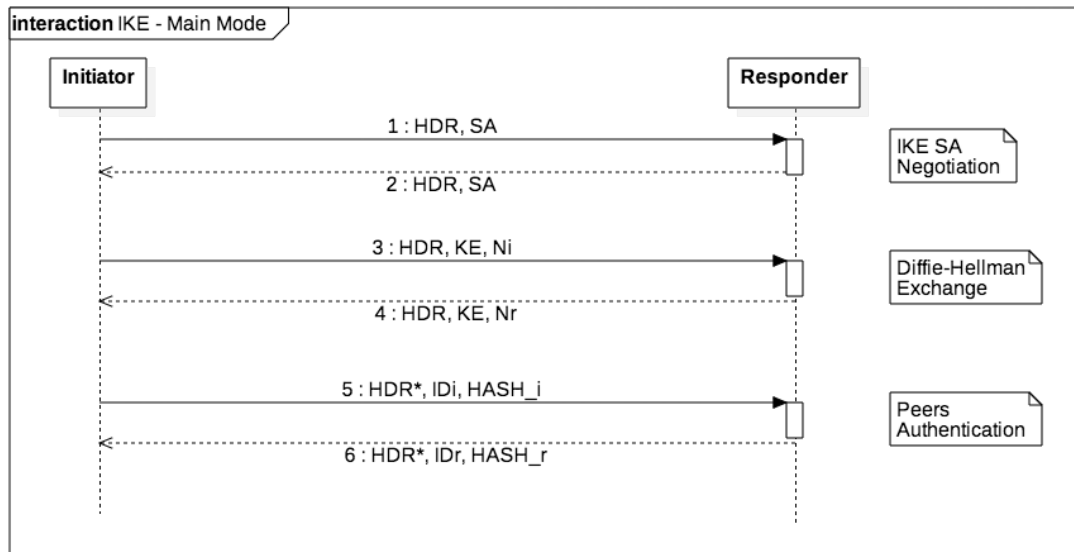 interaction IKE - Main Mode
Initiator
Responder
1 : HDR, SA
IKE SA
Negotiation
2 : HDR, SA
3 : HDR, KE, Ni
Diffie-Hellman
Exchange
4 : HDR, KE, Nr
5 : HDR*, IDi, HASH_i
Peers
Authentication
6 : HDR*, IDr, HASH_r